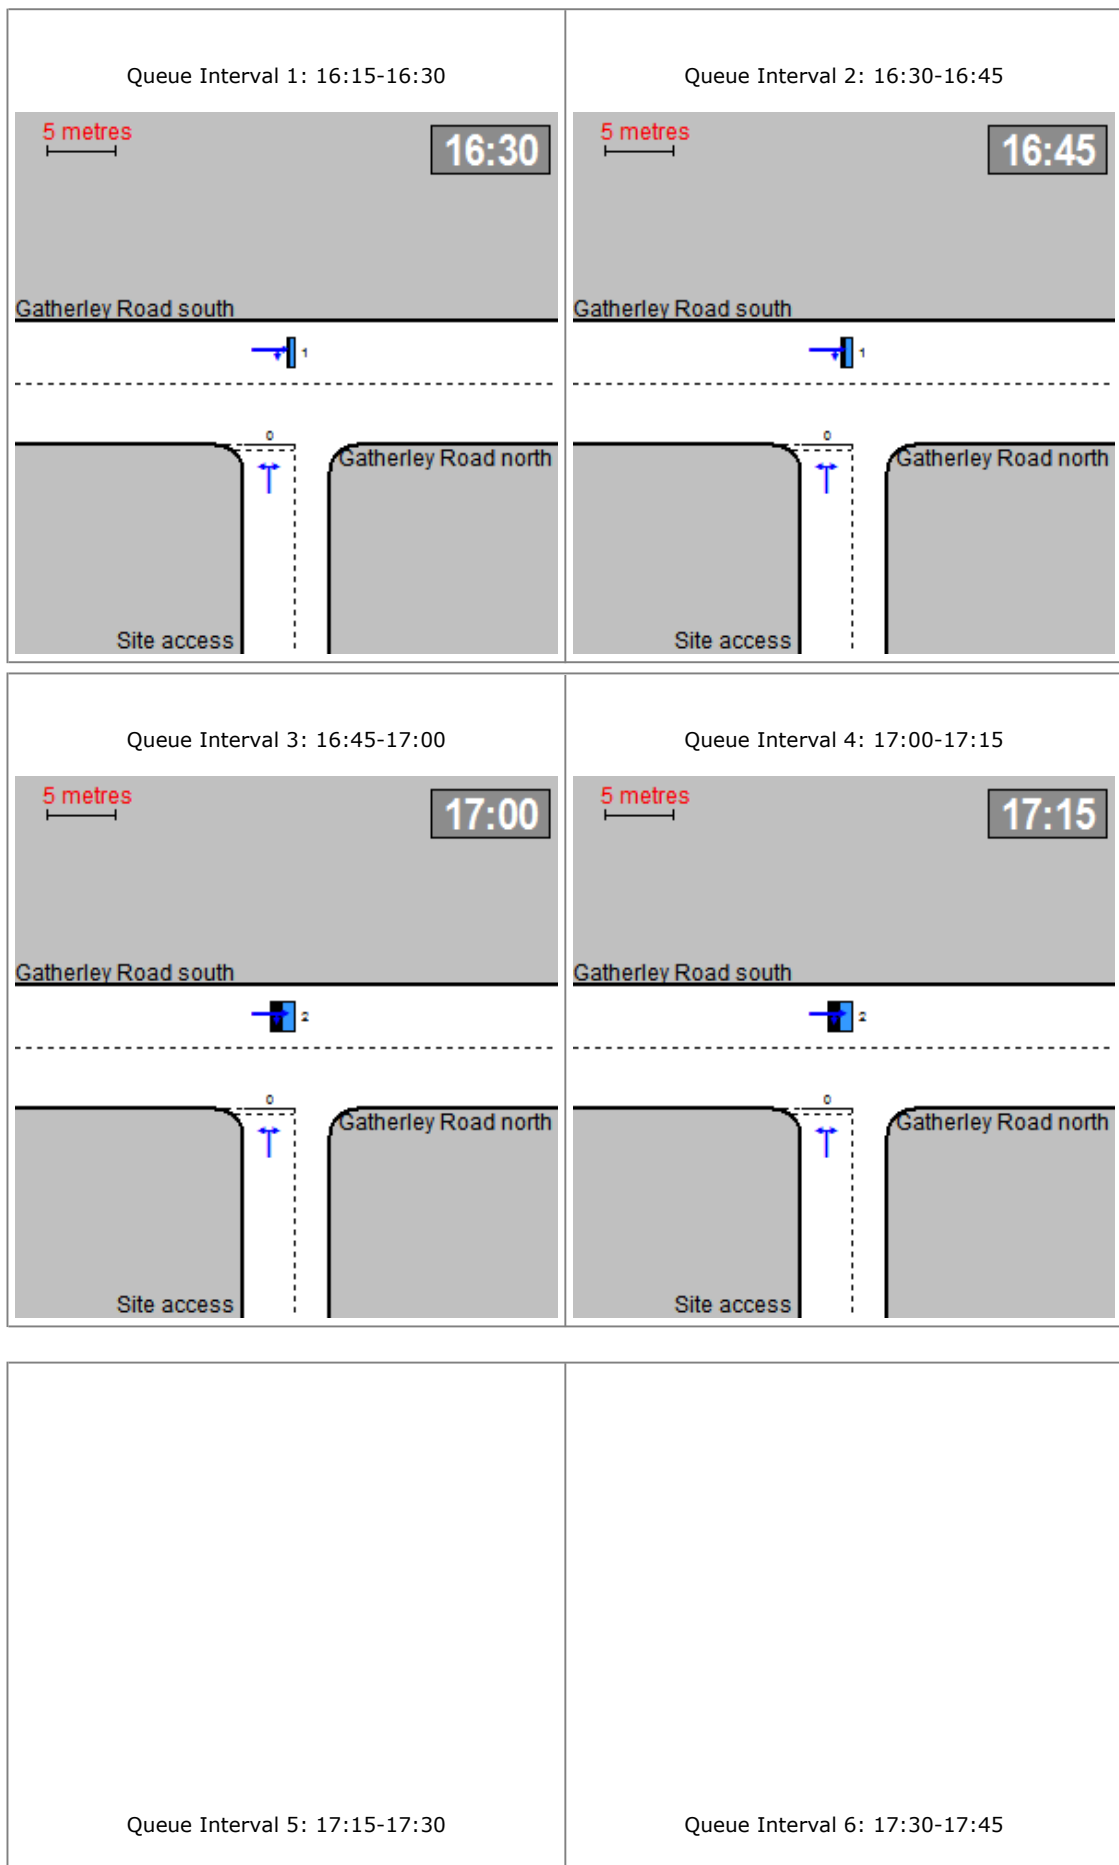 Queue Interval 1: 16:15-16:30
5 metres
16:30
Gatherley Road south
1
0
Gatherley Road north
Site access
Queue Interval 2: 16:30-16:45
5 metres
16:45
Gatherley Road south
1
0
Gatherley Road north
Site access
Queue Interval 3: 16:45-17:00
5 metres
17:00
Gatherley Road south
2
0
Gatherley Road north
Site access
Queue Interval 4: 17:00-17:15
5 metres
17:15
Gatherley Road south
2
0
Gatherley Road north
Site access
Queue Interval 5: 17:15-17:30
Queue Interval 6: 17:30-17:45